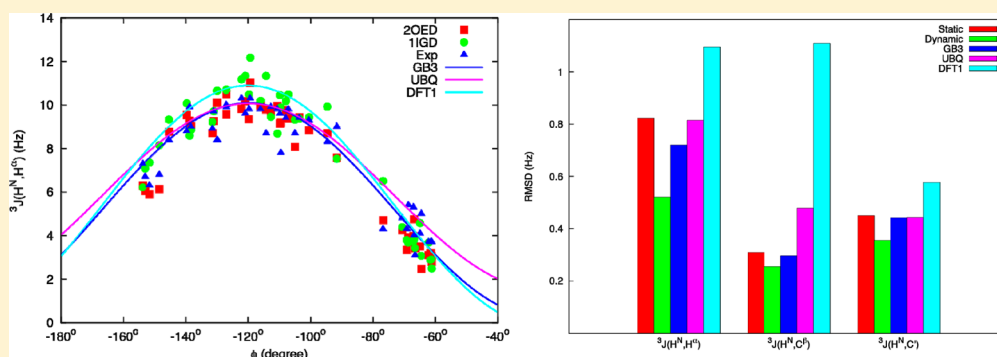 ³J(Hᴺ,Hᵅ) (Hz)
14
12
10
8
6
4
2
0
2OED
1IGD
Exp
GB3
UBQ
DFT1
-180° -160° -140° -120° -100° -80° -60° -40°
ϕ (degree)
RMSD (Hz)
1
0.8
0.6
0.4
0.2
Static
Dynamic
GB3
UBQ
DFT1
³J(Hᴺ,Hᵅ) ³J(Hᴺ,Cᵝ) ³J(Hᴺ,C')